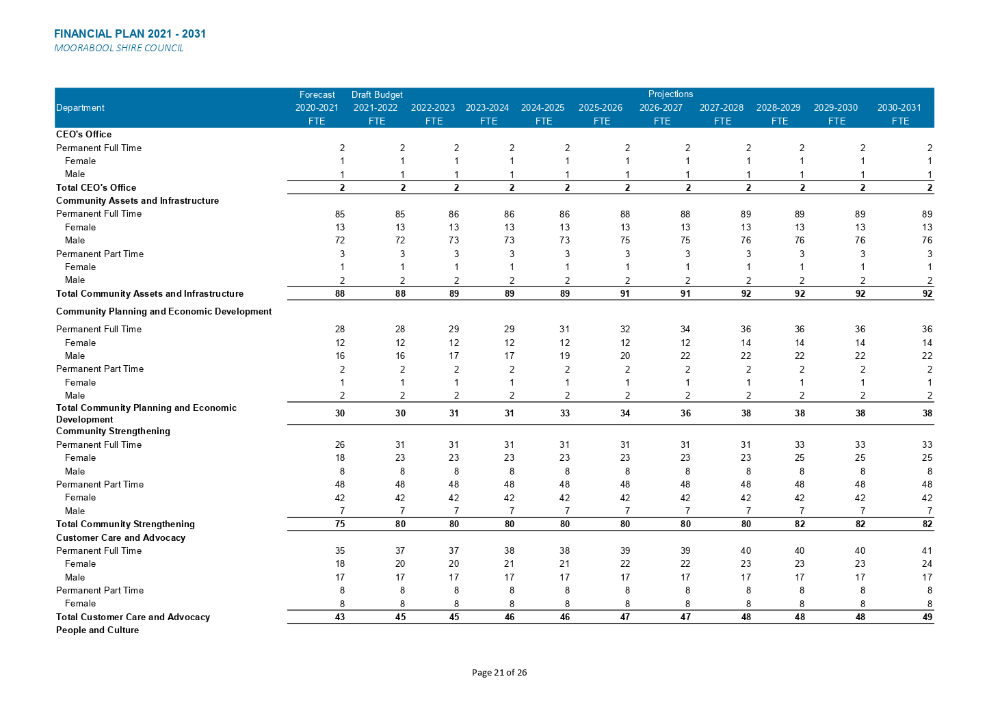 FINANCIAL PLAN 2021 - 2031
MOORABOOL SHIRE COUNCIL
Forecast Draft Budget Projections
Department 2020-2021 2021-2022 2022-2023 2023-2024 2024-2025 2025-2026 2026-2027 2027-2028 2028-2029 2029-2030 2030-2031
FTE FTE FTE FTE FTE FTE FTE FTE FTE FTE FTE
CEO's Office
Permanent Full Time 2 2 2 2 2 2 2 2 2 2 2
Female 1 1 1 1 1 1 1 1 1 1 1
Male 1 1 1 1 1 1 1 1 1 1 1
Total CEO's Office 2 2 2 2 2 2 2 2 2 2 2
Community Assets and Infrastructure
Permanent Full Time 85 85 86 86 86 88 88 89 89 89 89
Female 13 13 13 13 13 13 13 13 13 13 13
Male 72 72 73 73 73 75 75 76 76 76 76
Permanent Part Time 3 3 3 3 3 3 3 3 3 3 3
Female 1 1 1 1 1 1 1 1 1 1 1
Male 2 2 2 2 2 2 2 2 2 2 2
Total Community Assets and Infrastructure 88 88 89 89 89 91 91 92 92 92 92
Community Planning and Economic Development
Permanent Full Time 28 28 29 29 31 32 34 36 36 36 36
Female 12 12 12 12 12 12 12 14 14 14 14
Male 16 16 17 17 19 20 22 22 22 22 22
Permanent Part Time 2 2 2 2 2 2 2 2 2 2 2
Female 1 1 1 1 1 1 1 1 1 1 1
Male 2 2 2 2 2 2 2 2 2 2 2
Total Community Planning and Economic
Development 30 30 31 31 33 34 36 38 38 38 38
Community Strengthening
Permanent Full Time 26 31 31 31 31 31 31 31 33 33 33
Female 18 23 23 23 23 23 23 23 25 25 25
Male 8 8 8 8 8 8 8 8 8 8 8
Permanent Part Time 48 48 48 48 48 48 48 48 48 48 48
Female 42 42 42 42 42 42 42 42 42 42 42
Male 7 7 7 7 7 7 7 7 7 7 7
Total Community Strengthening 75 80 80 80 80 80 80 80 82 82 82
Customer Care and Advocacy
Permanent Full Time 35 37 37 38 38 39 39 40 40 40 41
Female 18 20 20 21 21 22 22 23 23 23 24
Male 17 17 17 17 17 17 17 17 17 17 17
Permanent Part Time 8 8 8 8 8 8 8 8 8 8 8
Female 8 8 8 8 8 8 8 8 8 8 8
Total Customer Care and Advocacy 43 45 45 46 46 47 47 48 48 48 49
People and Culture
Page 21 of 26